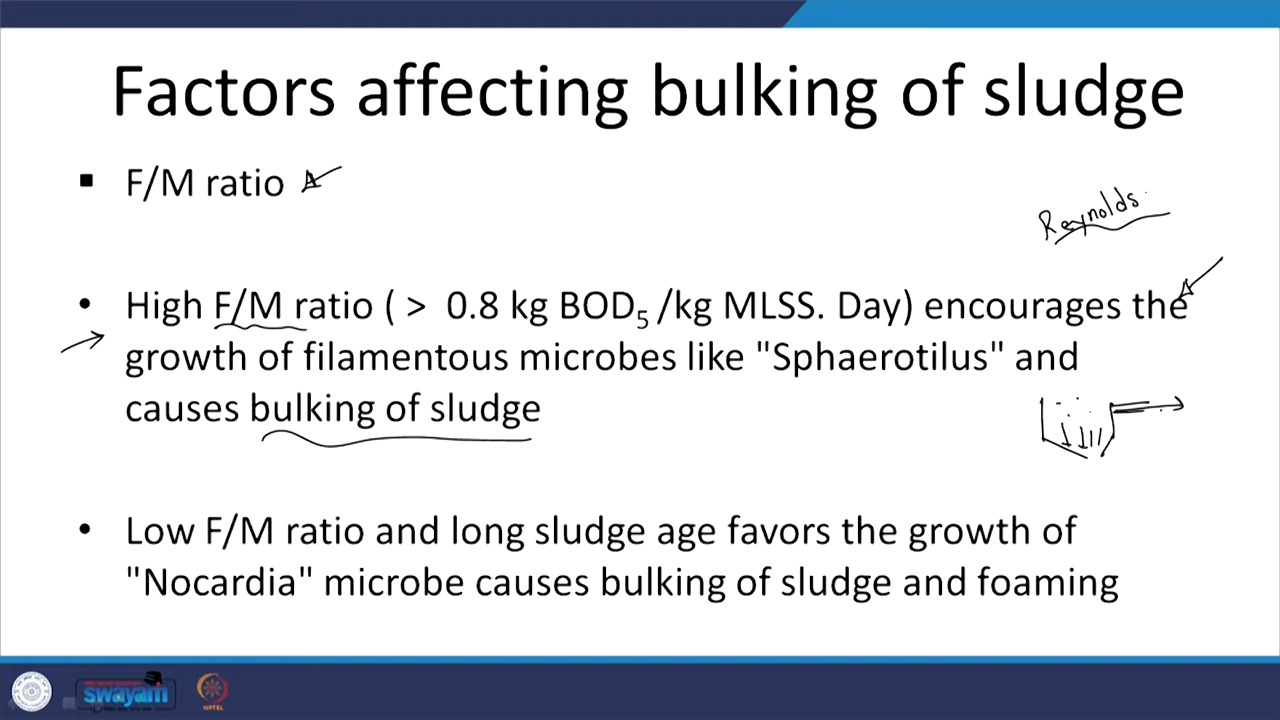 Factors affecting bulking of sludge
▪ F/M ratio
Reynolds.
• High F/M ratio ( > 0.8 kg BOD₅ /kg MLSS. Day) encourages the
growth of filamentous microbes like "Sphaerotilus" and
causes bulking of sludge
• Low F/M ratio and long sludge age favors the growth of
"Nocardia" microbe causes bulking of sludge and foaming
swayam
NPTEL